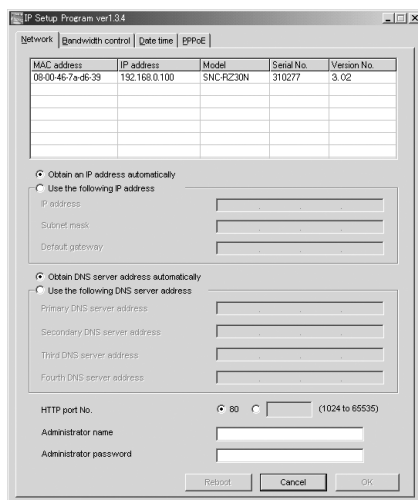 IP Setup Program ver1.3.4
Network Bandwidth control Date time PPPoE
MAC address IP address Model Serial No. Version No.
08-00-46-7a-d6-39 192.168.0.100 SNC-RZ30N 310277 3.02
Obtain an IP address automatically
Use the following IP address
IP address
Subnet mask
Default gateway
Obtain DNS server address automatically
Use the following DNS server address
Primary DNS server address
Secondary DNS server address
Third DNS server address
Fourth DNS server address
HTTP port No. 80 (1024 to 65535)
Administrator name
Administrator password
Reboot Cancel OK